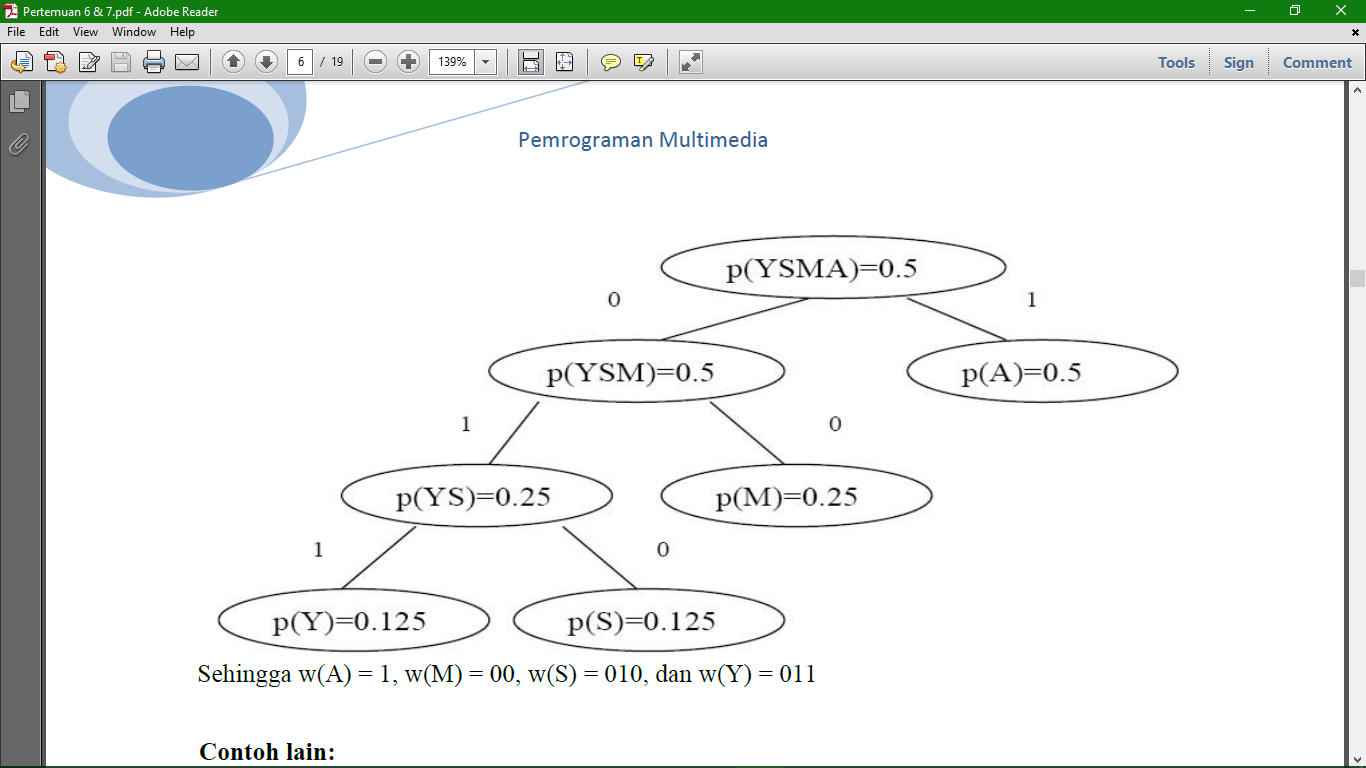 Pertemuan 6 & 7.pdf - Adobe Reader
File Edit View Window Help
6 / 19 139% Tools Sign Comment
Pemrograman Multimedia
p(YSMA)=0.5
0 1
p(YSM)=0.5 p(A)=0.5
1 0
p(YS)=0.25 p(M)=0.25
1 0
p(Y)=0.125 p(S)=0.125
Sehingga w(A) = 1, w(M) = 00, w(S) = 010, dan w(Y) = 011
Contoh lain: